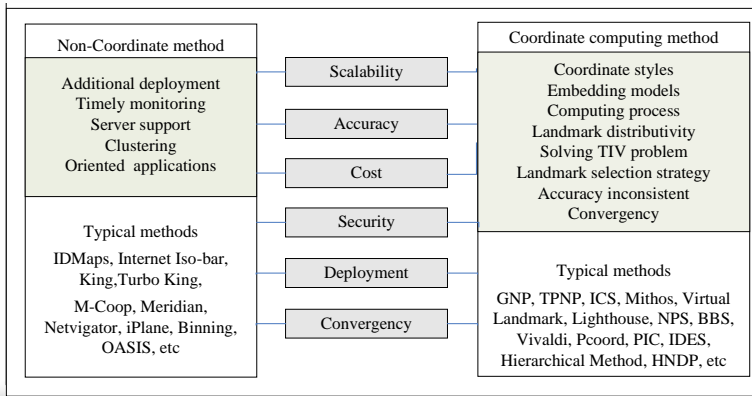 Non-Coordinate method
Additional deployment
Timely monitoring
Server support
Clustering
Oriented applications
Typical methods
IDMaps, Internet Iso-bar,
King,Turbo King,
M-Coop, Meridian,
Netvigator, iPlane, Binning,
OASIS, etc
Scalability
Accuracy
Cost
Security
Deployment
Convergency
Coordinate computing method
Coordinate styles
Embedding models
Computing process
Landmark distributivity
Solving TIV problem
Landmark selection strategy
Accuracy inconsistent
Convergency
Typical methods
GNP, TPNP, ICS, Mithos, Virtual
Landmark, Lighthouse, NPS, BBS,
Vivaldi, Pcoord, PIC, IDES,
Hierarchical Method, HNDP, etc